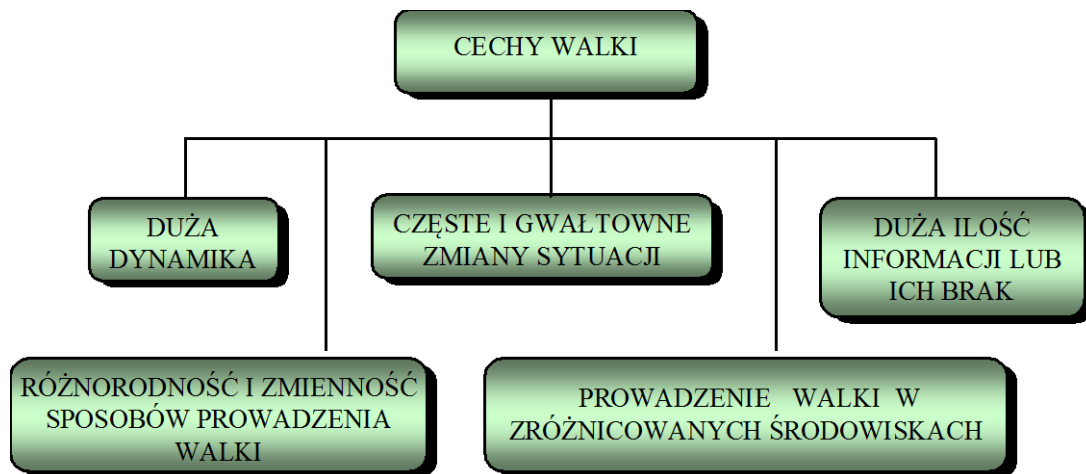 CECHY WALKI
DUŻA
DYNAMIKA
CZĘSTE I GWAŁTOWNE
ZMIANY SYTUACJI
DUŻA ILOŚĆ
INFORMACJI LUB
ICH BRAK
RÓŻNORODNOŚĆ I ZMIENNOŚĆ
SPOSOBÓW PROWADZENIA
WALKI
PROWADZENIE WALKI W
ZRÓŻNICOWANYCH ŚRODOWISKACH